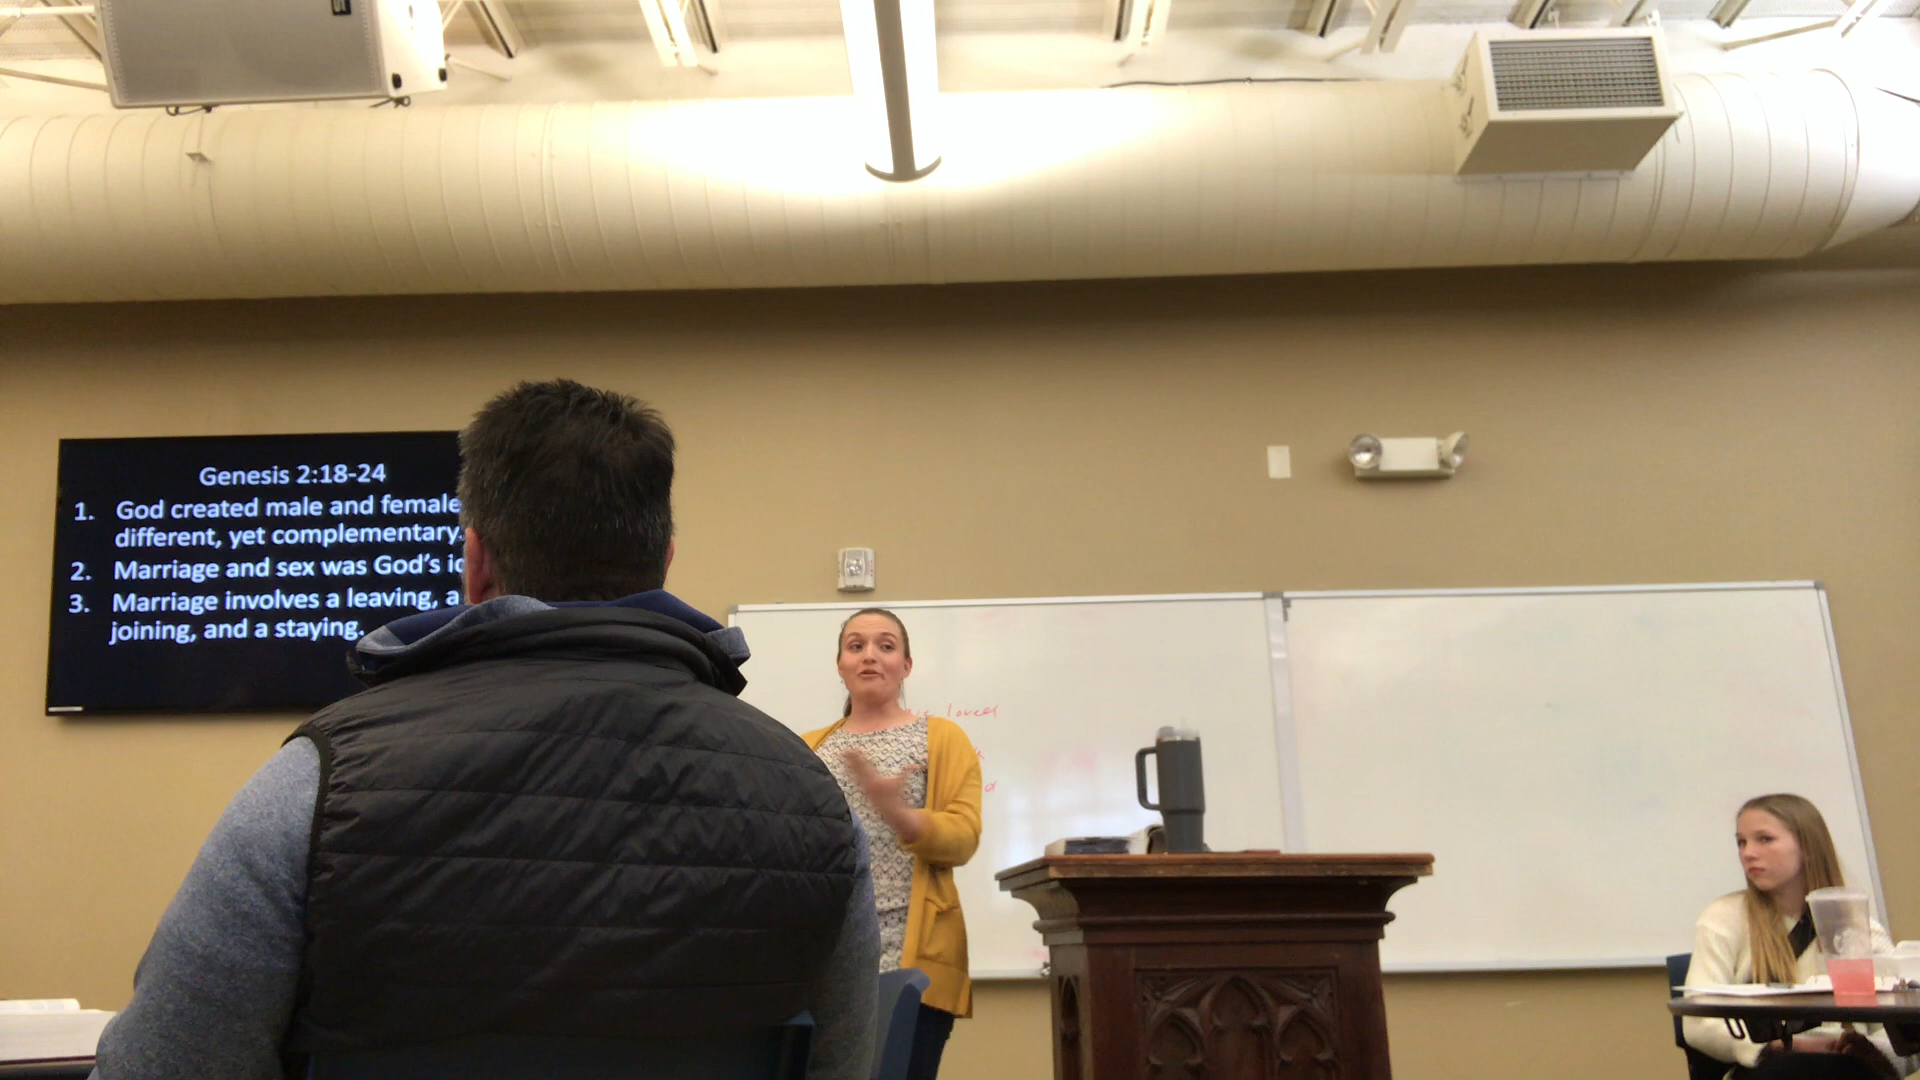 Genesis 2:18-24
1. God created male and female
different, yet complementary.
2. Marriage and sex was God's
3. Marriage involves a leaving, a
joining, and a staying.
loved